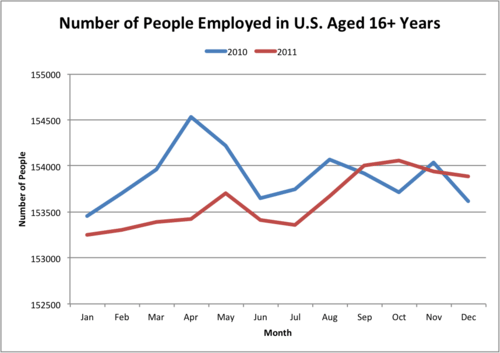 Number of People Employed in U.S. Aged 16+ Years
2010 2011
Number of People
155000
154500
154000
153500
153000
152500
Jan Feb Mar Apr May Jun Jul Aug Sep Oct Nov Dec
Month